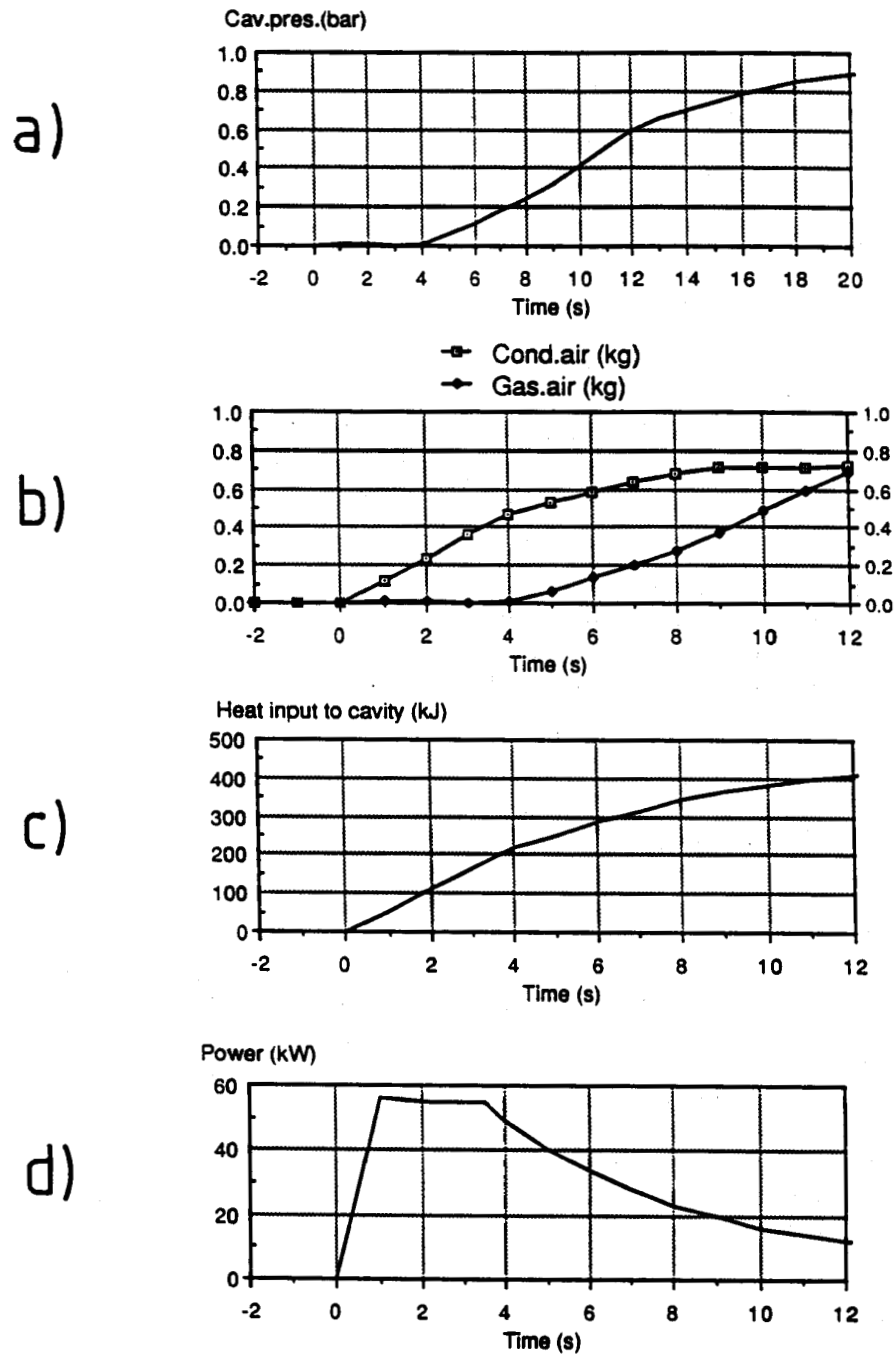 Cav.pres.(bar)
a)
1.0
0.8
0.6
0.4
0.2
0.0
-2 0 2 4 6 8 10 12 14 16 18 20
Time (s)
Cond.air (kg)
Gas.air (kg)
b)
1.0 1.0
0.8 0.8
0.6 0.6
0.4 0.4
0.2 0.2
0.0 0.0
-2 0 2 4 6 8 10 12
Time (s)
Heat input to cavity (kJ)
c)
500
400
300
200
100
0
-2 0 2 4 6 8 10 12
Time (s)
Power (kW)
d)
60
40
20
0
-2 0 2 4 6 8 10 12
Time (s)